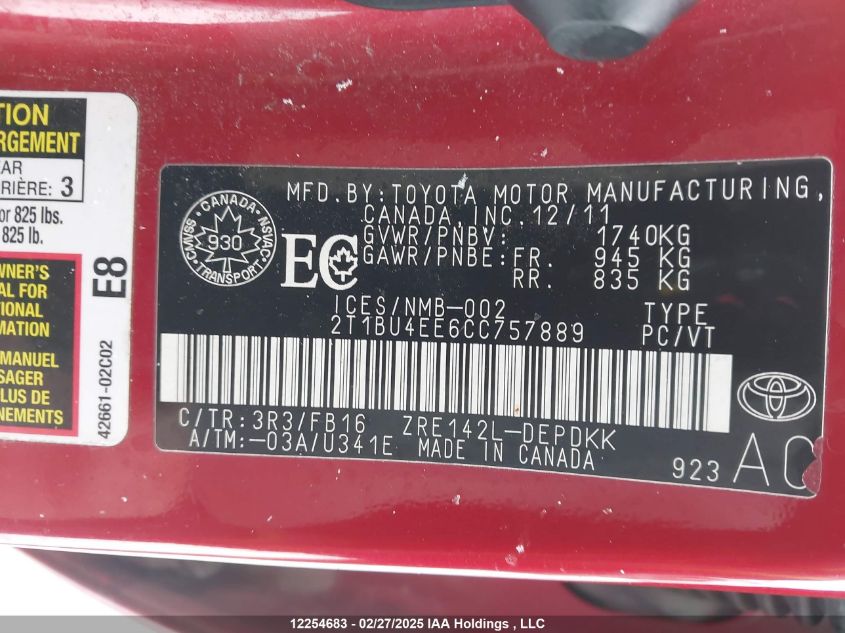 TION
RGEMENT
AR
RIÈRE: 3
or 825 lbs.
825 lb.
WNER'S
AL FOR
TIONAL
RMATION
MANUEL
SAGER
LUS DE
NEMENTS
E8
42661-02C02
MFD.BY:TOYOTA MOTOR MANUFACTURING,
CANADA,INC.12/11
GVWR/PNBV: 1740KG
GAWR/PNBE:FR. 945 KG
RR. 835 KG
CANADA
CMVSS 930 NSVAC
TRANSPORT
EC
ICES/NMB-002 TYPE
2T1BU4EE6CC757889 PC/VT
C/TR:3R3/FB16 ZRE142L-DEPDKK
A/TM:-03A/U341E MADE IN CANADA
923 AC
TOYOTA
12254683 - 02/27/2025 IAA Holdings , LLC